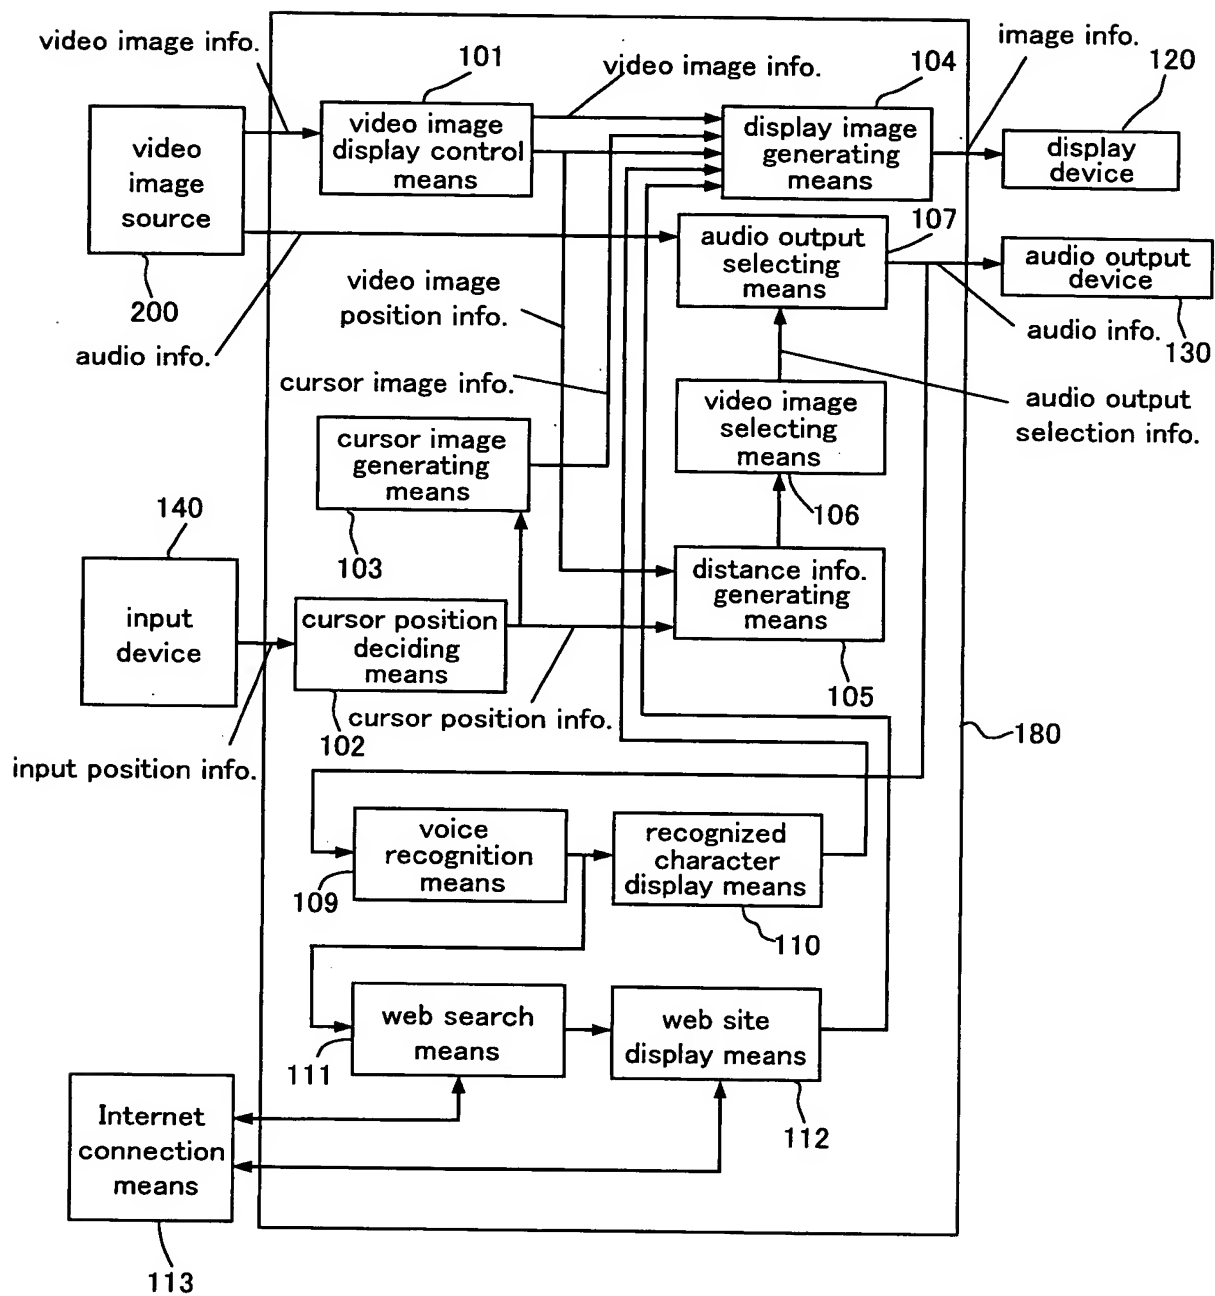 video image info.
101
video image info.
104
image info.
120
video
image
source
video image
display control
means
display image
generating
means
display
device
200
audio info.
video image
position info.
audio output
selecting
means
107
audio output
device
audio info.
130
cursor image info.
video image
selecting
means
audio output
selection info.
cursor image
generating
means
106
140
103
input
device
cursor position
deciding
means
distance info.
generating
means
105
102
cursor position info.
180
input position info.
voice
recognition
means
recognized
character
display means
109
110
web search
means
web site
display means
111
112
Internet
connection
means
113